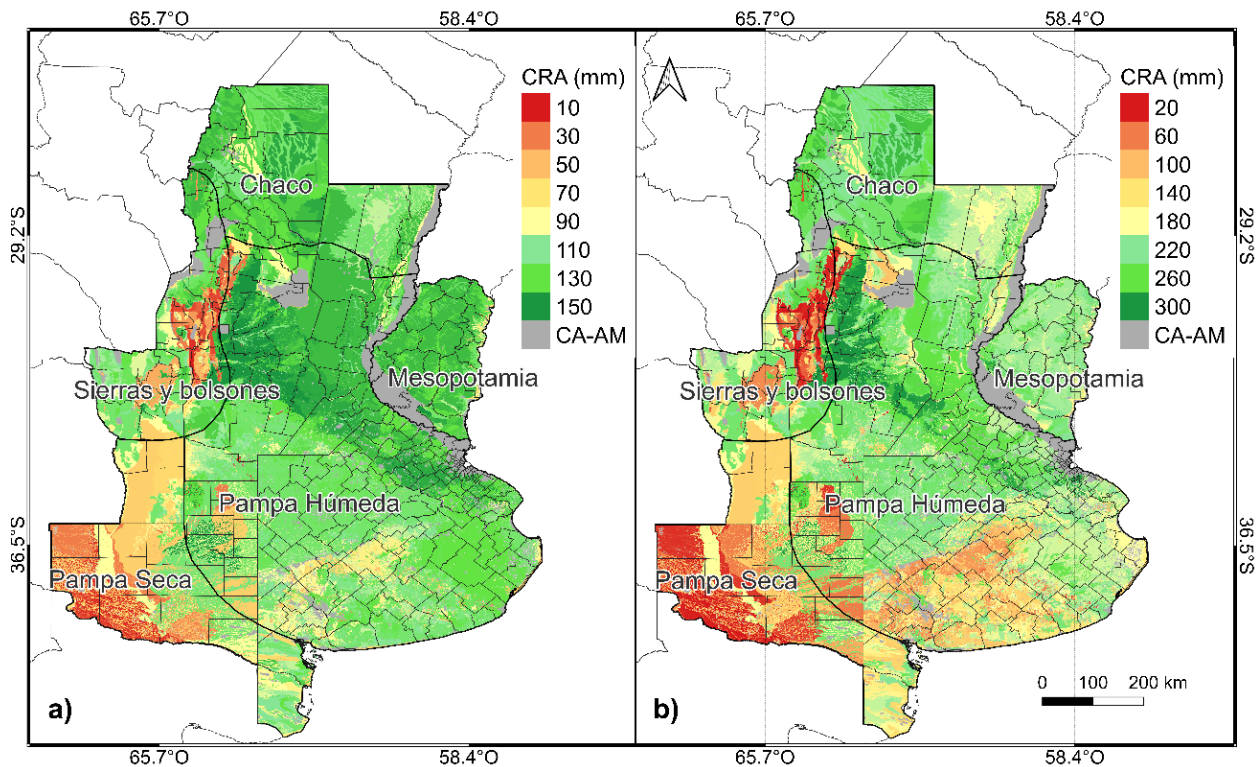 65.7°O 58.4°O 65.7°O 58.4°O
29.2°S
36.5°S
CRA (mm)
10
30
50
70
90
110
130
150
CA-AM
Chaco
Sierras y bolsones
Mesopotamia
Pampa Húmeda
Pampa Seca
a)
CRA (mm)
20
60
100
140
180
220
260
300
CA-AM
Chaco
Sierras y bolsones
Mesopotamia
Pampa Húmeda
Pampa Seca
b)
0 100 200 km
29.2°S
36.5°S
65.7°O 58.4°O 65.7°O 58.4°O